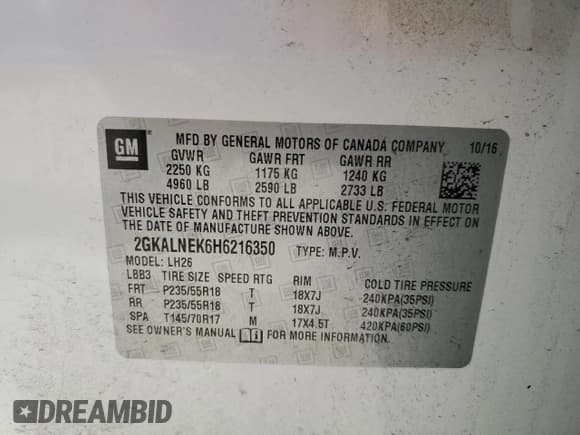 GM
MFD BY GENERAL MOTORS OF CANADA COMPANY 10/16
GVWR GAWR FRT GAWR RR
2250 KG 1175 KG 1240 KG
4960 LB 2590 LB 2733 LB
THIS VEHICLE CONFORMS TO ALL APPLICABLE U.S. FEDERAL MOTOR
VEHICLE SAFETY AND THEFT PREVENTION STANDARDS IN EFFECT ON
THE DATE OF MANUFACTURE SHOWN ABOVE.
2GKALNEK6H6216350 TYPE: M.P.V.
MODEL: LH26
LBB3 TIRE SIZE SPEED RTG RIM COLD TIRE PRESSURE
FRT P235/55R18 T 18X7J 240KPA(35PSI)
RR P235/55R18 T 18X7J 240KPA(35PSI)
SPA T145/70R17 M 17X4.5T 420KPA(60PSI)
SEE OWNER'S MANUAL FOR MORE INFORMATION.
DREAMBID